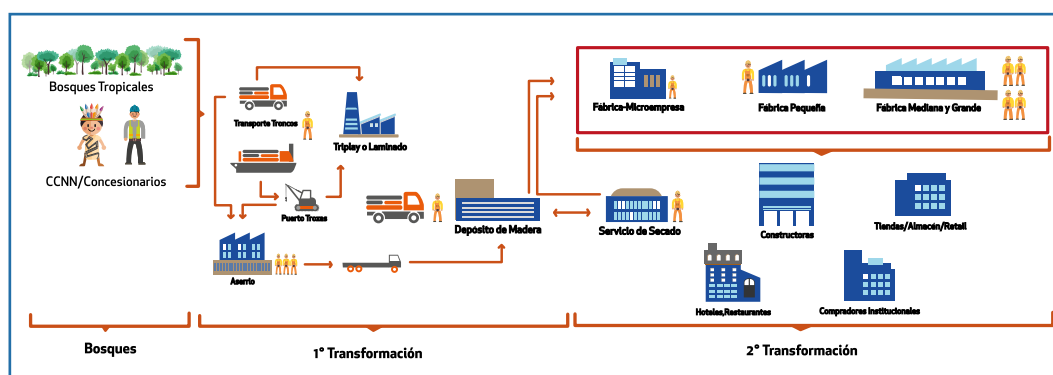 Bosques Tropicales
CCNN/Concesionarios
Transporte Troncos
Triplay o Laminado
Puerto Trozas
Aserrio
Depósito de Madera
Servicio de Secado
Fábrica-Microempresa
Fábrica Pequeña
Fábrica Mediana y Grande
Constructoras
Tiendas/Almacén/Retail
Hoteles,Restaurantes
Compradores Institucionales
Bosques
1° Transformación
2° Transformación